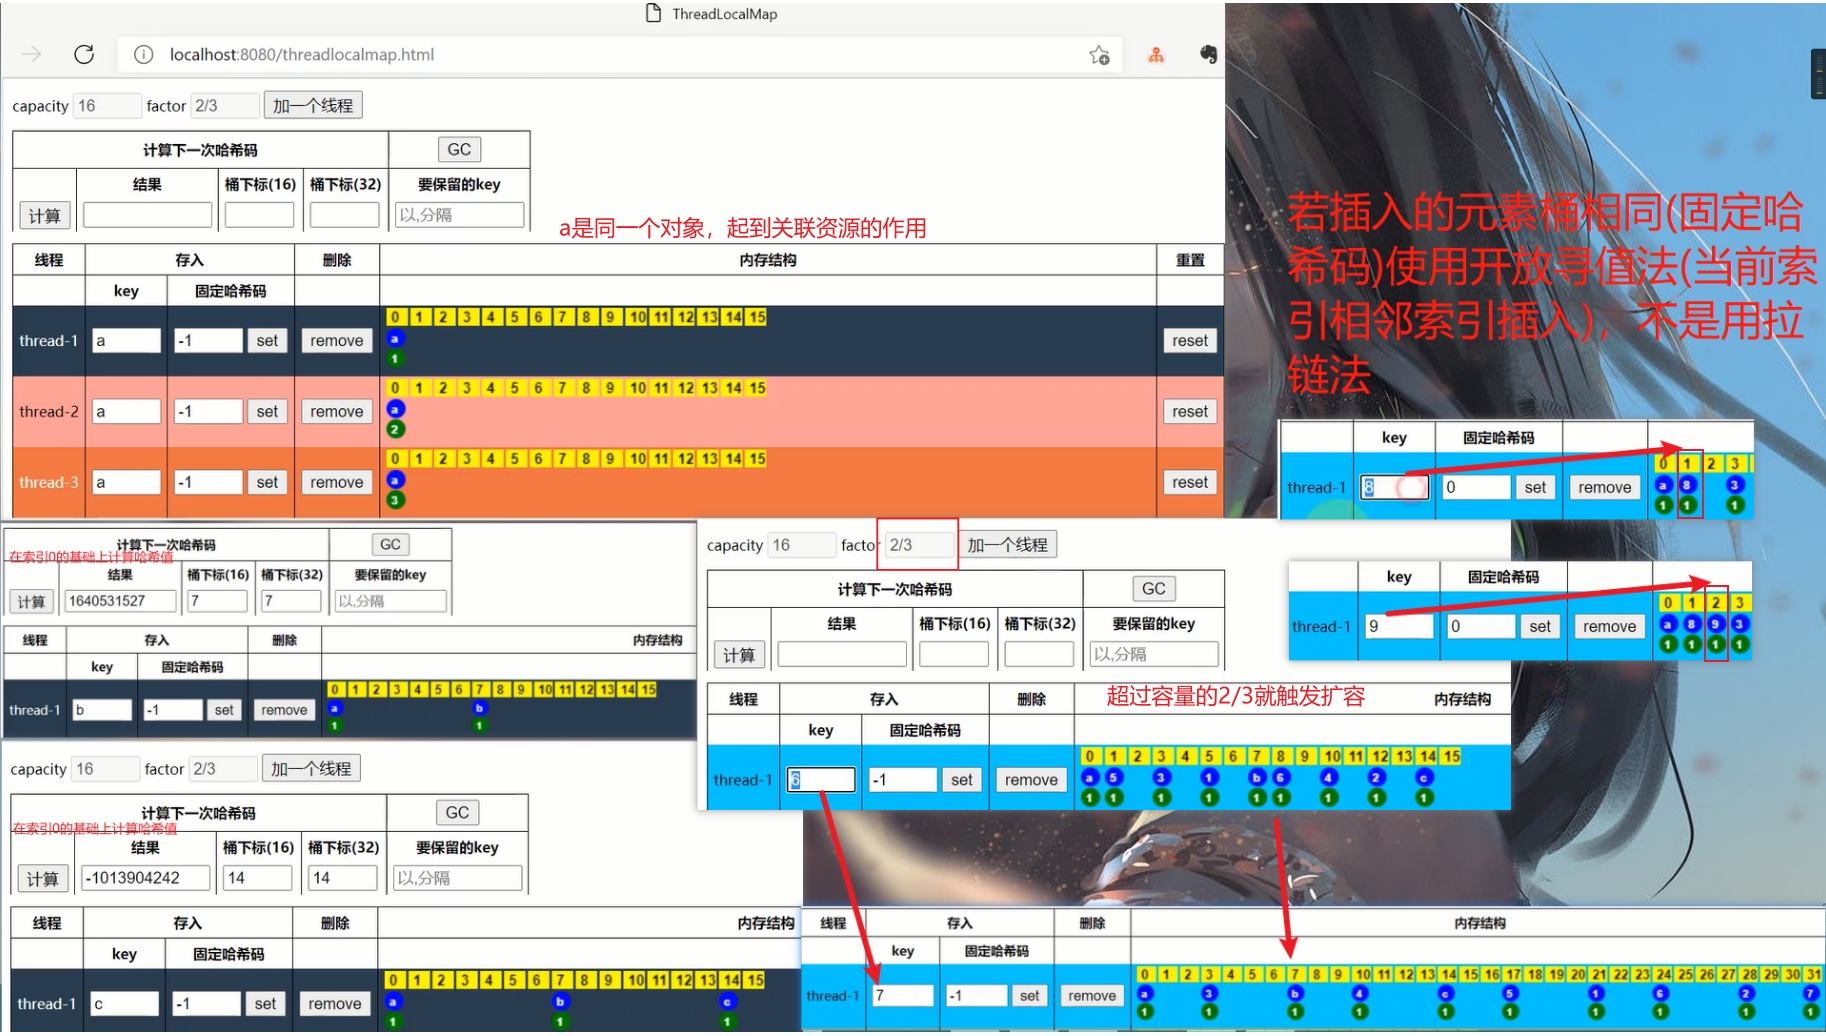 ThreadLocalMap
localhost:8080/threadlocalmap.html
capacity 16 factor 2/3 加一个线程
计算下一次哈希码 GC
结果 桶下标(16) 桶下标(32) 要保留的key
计算 以,分隔
a是同一个对象，起到关联资源的作用
线程 存入 删除 内存结构 重置
key 固定哈希码
0 1 2 3 4 5 6 7 8 9 10 11 12 13 14 15
thread-1 a -1 set remove a reset
1
0 1 2 3 4 5 6 7 8 9 10 11 12 13 14 15
thread-2 a -1 set remove a reset
2
0 1 2 3 4 5 6 7 8 9 10 11 12 13 14 15
thread-3 a -1 set remove a reset
3
若插入的元素桶相同(固定哈
希码)使用开放寻值法(当前索
引相邻索引插入)，不是用拉
链法
key 固定哈希码
0 1 2 3
thread-1 8 0 set remove a 8 3
1 1 1
key 固定哈希码
0 1 2 3
thread-1 9 0 set remove a 8 9 3
1 1 1 1
计算下一次哈希码 GC
在索引0的基础上计算哈希值
结果 桶下标(16) 桶下标(32) 要保留的key
计算 1640531527 7 7 以,分隔
线程 存入 删除 内存结构
key 固定哈希码
0 1 2 3 4 5 6 7 8 9 10 11 12 13 14 15
thread-1 b -1 set remove a b
1 1
capacity 16 factor 2/3 加一个线程
计算下一次哈希码 GC
在索引0的基础上计算哈希值
结果 桶下标(16) 桶下标(32) 要保留的key
计算 -1013904242 14 14 以,分隔
线程 存入 删除 内存结构
key 固定哈希码
0 1 2 3 4 5 6 7 8 9 10 11 12 13 14 15
thread-1 c -1 set remove a b c
1 1 1
capacity 16 factor 2/3 加一个线程
计算下一次哈希码 GC
结果 桶下标(16) 桶下标(32) 要保留的key
计算 以,分隔
超过容量的2/3就触发扩容
线程 存入 删除 内存结构
key 固定哈希码
0 1 2 3 4 5 6 7 8 9 10 11 12 13 14 15
thread-1 6 -1 set remove a 5 3 1 b 6 4 2 c
1 1 1 1 1 1 1 1 1
线程 存入 删除 内存结构
key 固定哈希码
0 1 2 3 4 5 6 7 8 9 10 11 12 13 14 15 16 17 18 19 20 21 22 23 24 25 26 27 28 29 30 31
thread-1 7 -1 set remove a 3 b 4 c 5 1 6 2 7
1 1 1 1 1 1 1 1 1 1